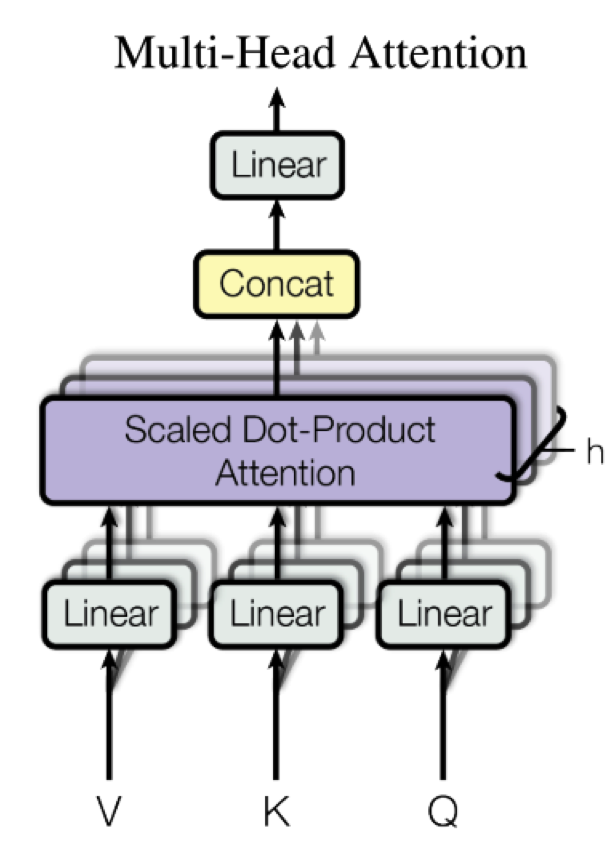 Multi-Head Attention
Linear
Concat
Scaled Dot-Product
Attention
h
Linear Linear Linear
V K Q